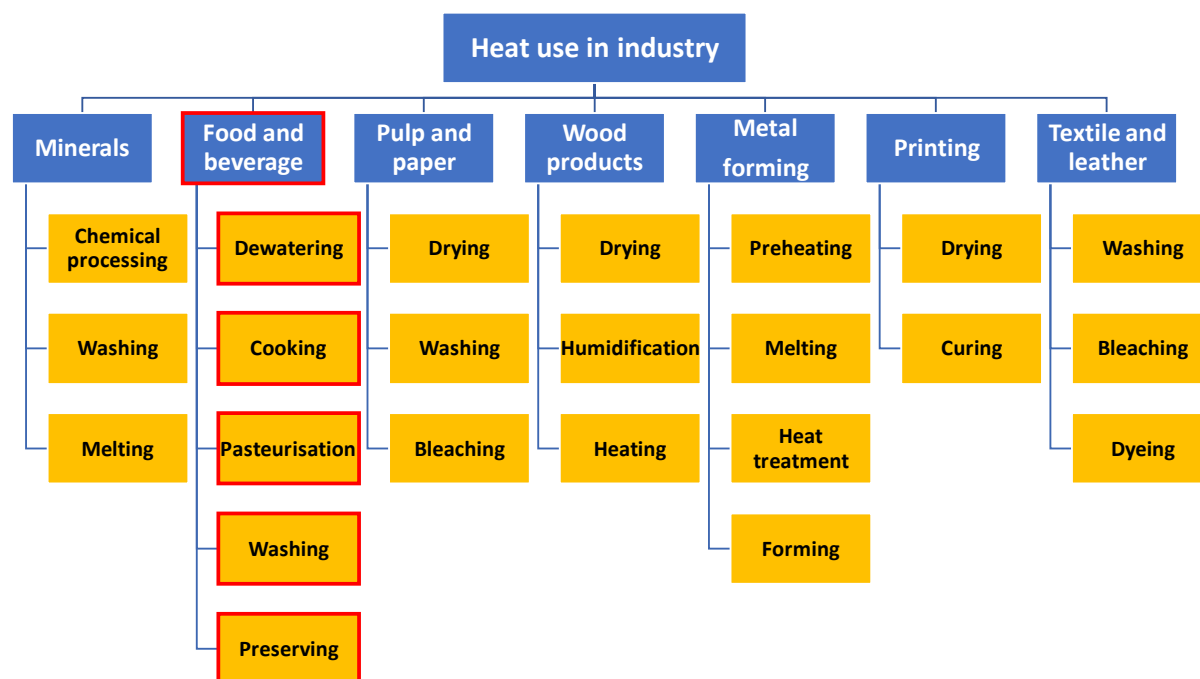 Heat use in industry
Minerals
Food and
beverage
Pulp and
paper
Wood
products
Metal
forming
Printing
Textile and
leather
Chemical
processing
Washing
Melting
Dewatering
Cooking
Pasteurisation
Washing
Preserving
Drying
Washing
Bleaching
Drying
Humidification
Heating
Preheating
Melting
Heat
treatment
Forming
Drying
Curing
Washing
Bleaching
Dyeing